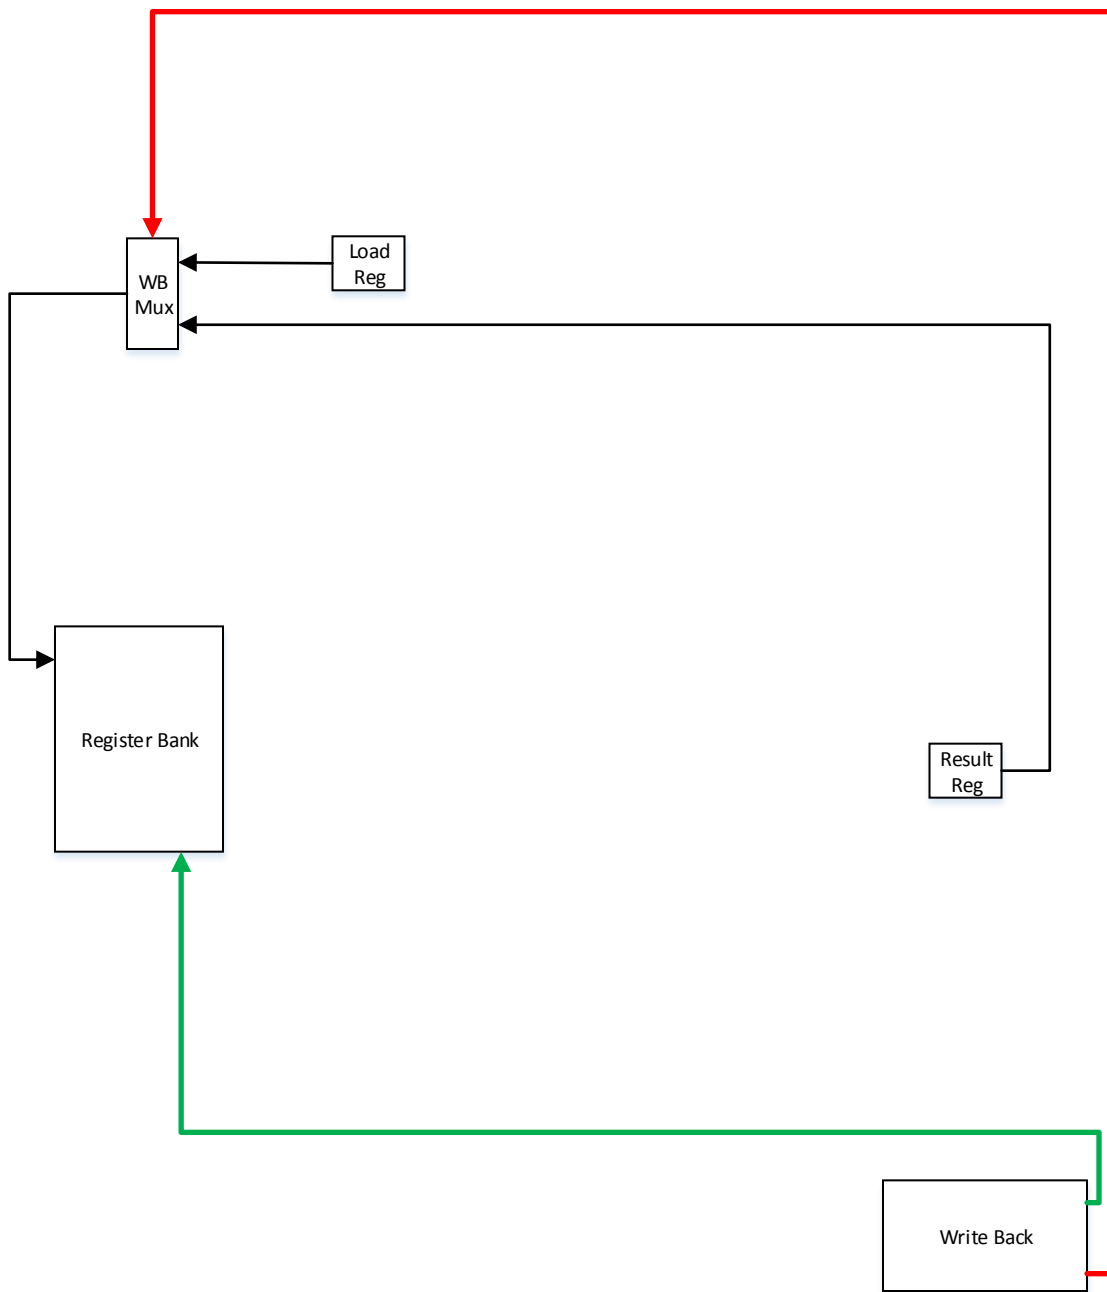 Load
Reg
WB
Mux
Register Bank
Result
Reg
Write Back